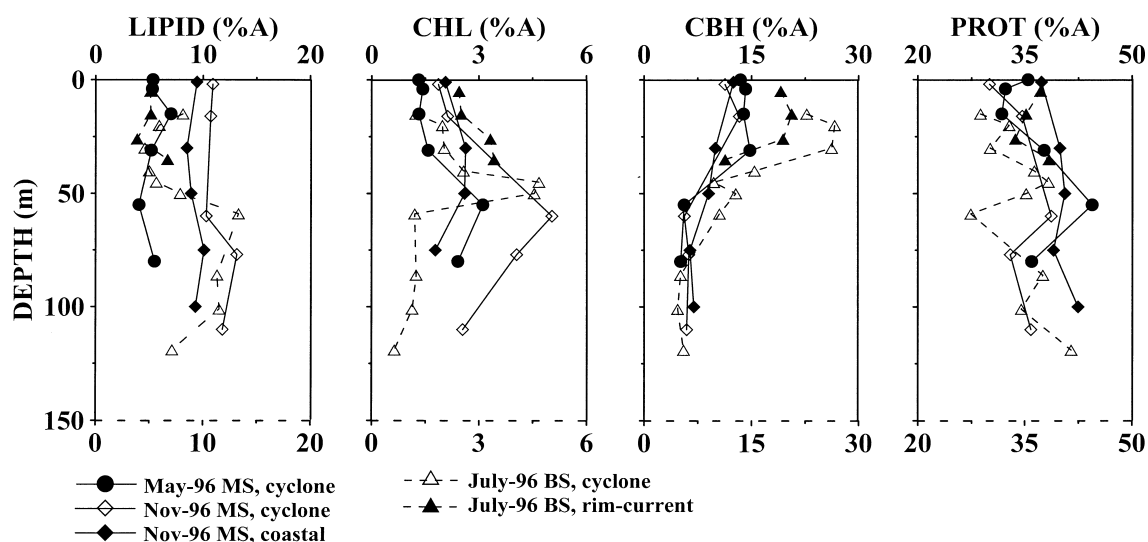 LIPID (%A) CHL (%A) CBH (%A) PROT (%A)
0 10 20 0 3 6 0 15 30 20 35 50
0
50
100
150
DEPTH (m)
0 10 20 0 3 6 0 15 30 20 35 50
May-96 MS, cyclone
Nov-96 MS, cyclone
Nov-96 MS, coastal
July-96 BS, cyclone
July-96 BS, rim-current